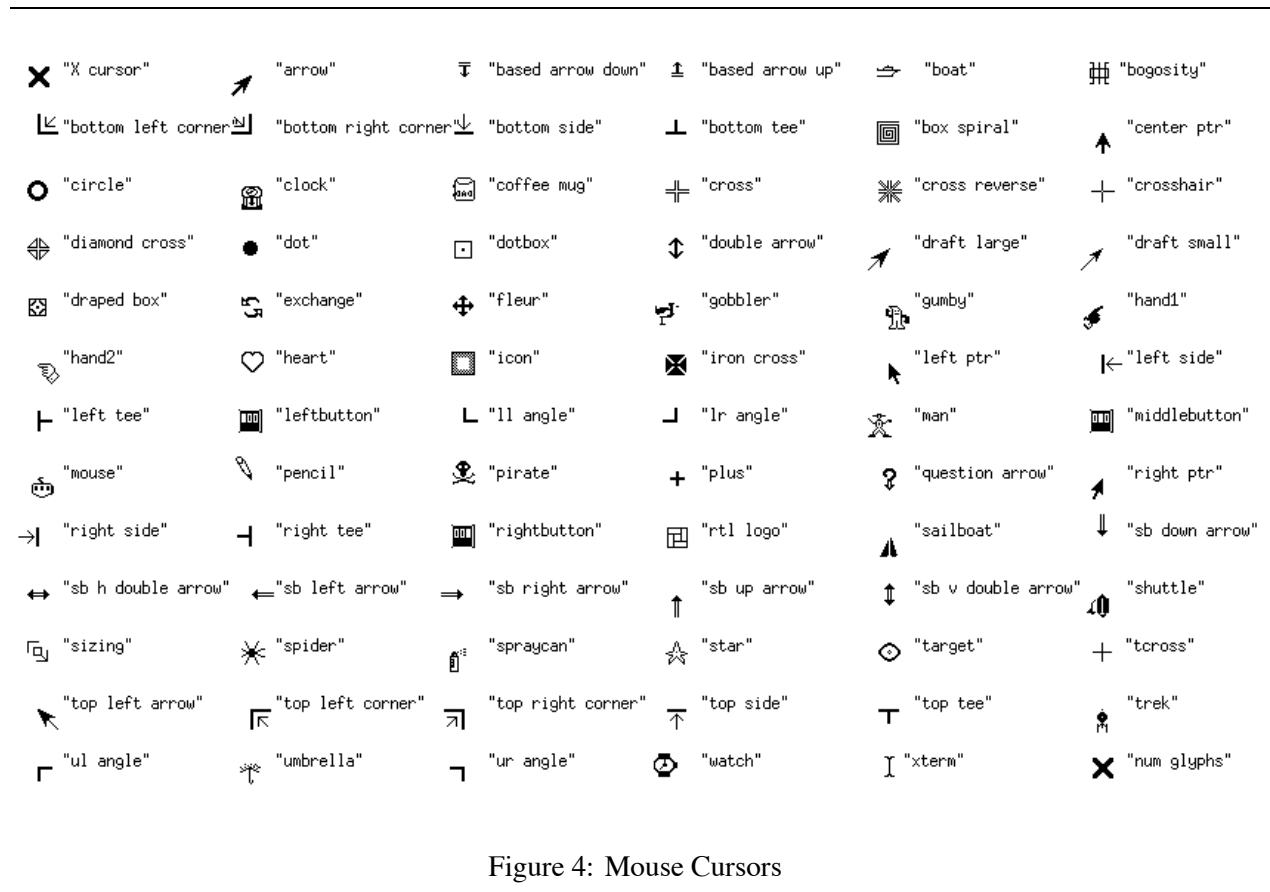 "X cursor" "arrow" "based arrow down" "based arrow up" "boat" "bogosity"
"bottom left corner" "bottom right corner" "bottom side" "bottom tee" "box spiral" "center ptr"
"circle" "clock" "coffee mug" "cross" "cross reverse" "crosshair"
"diamond cross" "dot" "dotbox" "double arrow" "draft large" "draft small"
"draped box" "exchange" "fleur" "gobbler" "gumby" "hand1"
"hand2" "heart" "icon" "iron cross" "left ptr" "left side"
"left tee" "leftbutton" "ll angle" "lr angle" "man" "middlebutton"
"mouse" "pencil" "pirate" "plus" "question arrow" "right ptr"
"right side" "right tee" "rightbutton" "rtl logo" "sailboat" "sb down arrow"
"sb h double arrow" "sb left arrow" "sb right arrow" "sb up arrow" "sb v double arrow" "shuttle"
"sizing" "spider" "spraycan" "star" "target" "tcross"
"top left arrow" "top left corner" "top right corner" "top side" "top tee" "trek"
"ul angle" "umbrella" "ur angle" "watch" "xterm" "num glyphs"
Figure 4: Mouse Cursors